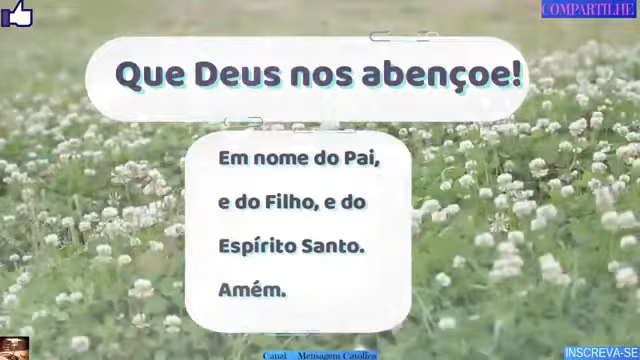 COMPARTILHE
Que Deus nos abençoe!
Em nome do Pai,
e do Filho, e do
Espírito Santo.
Amém.
Canal Mensagem Católica
INSCREVA-SE